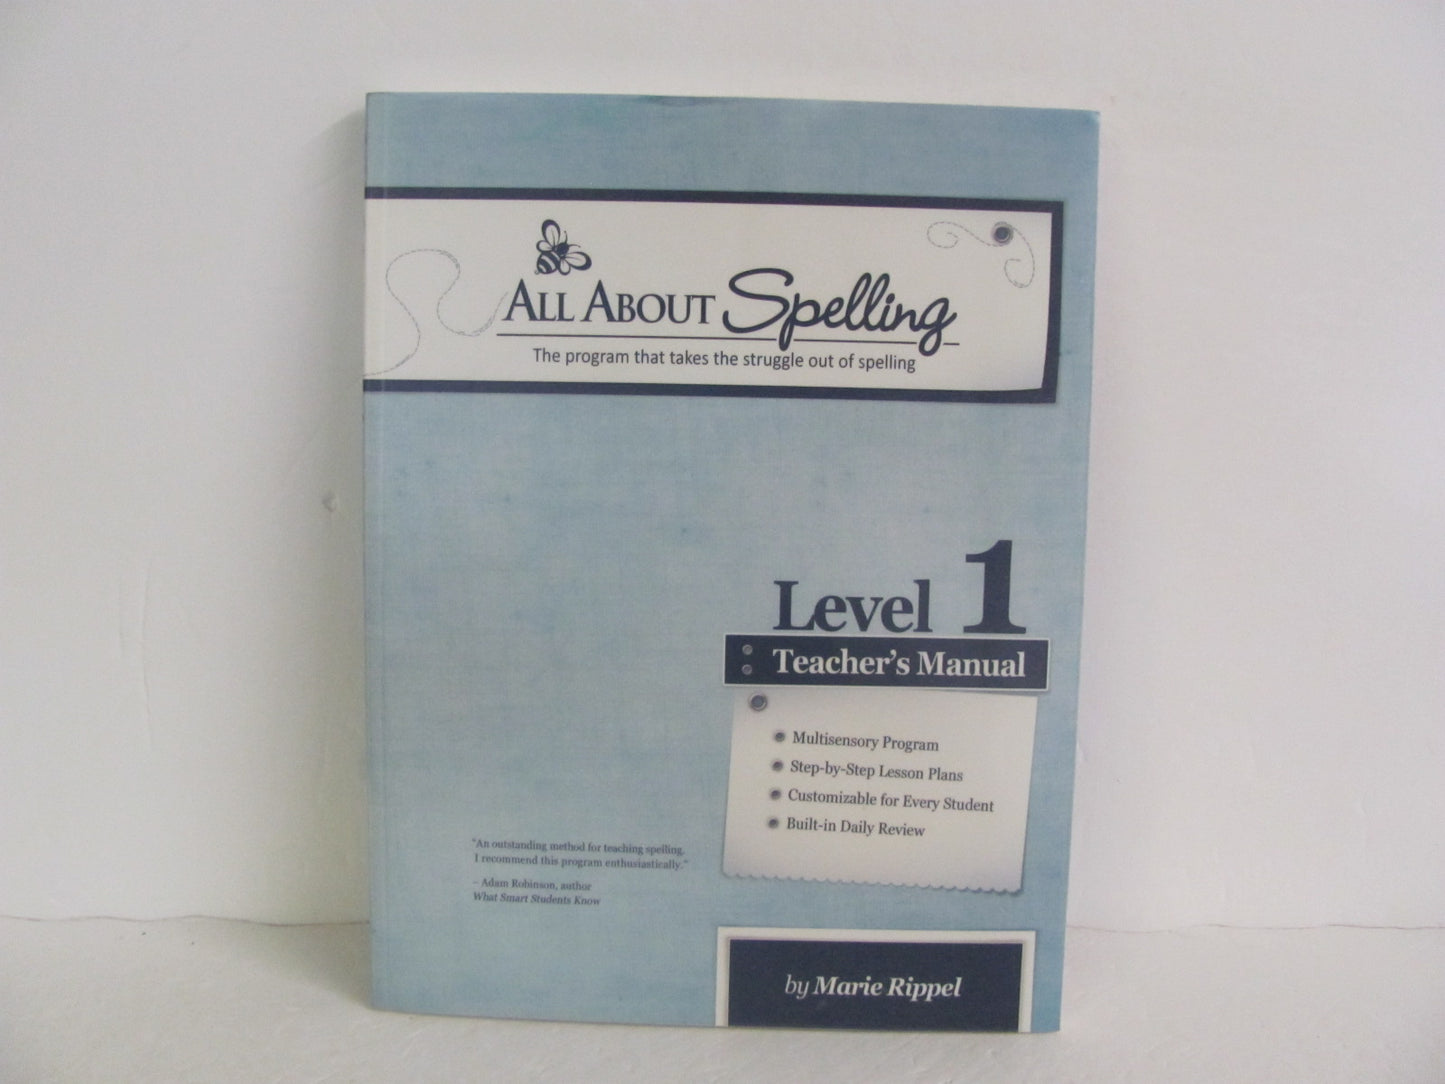 ALL ABOUT Spelling
The program that takes the struggle out of spelling
Level 1
Teacher's Manual
Multisensory Program
Step-by-Step Lesson Plans
Customizable for Every Student
Built-in Daily Review
"An outstanding method for teaching spelling.
I recommend this program enthusiastically."
– Adam Robinson, author
What Smart Students Know
by Marie Rippel